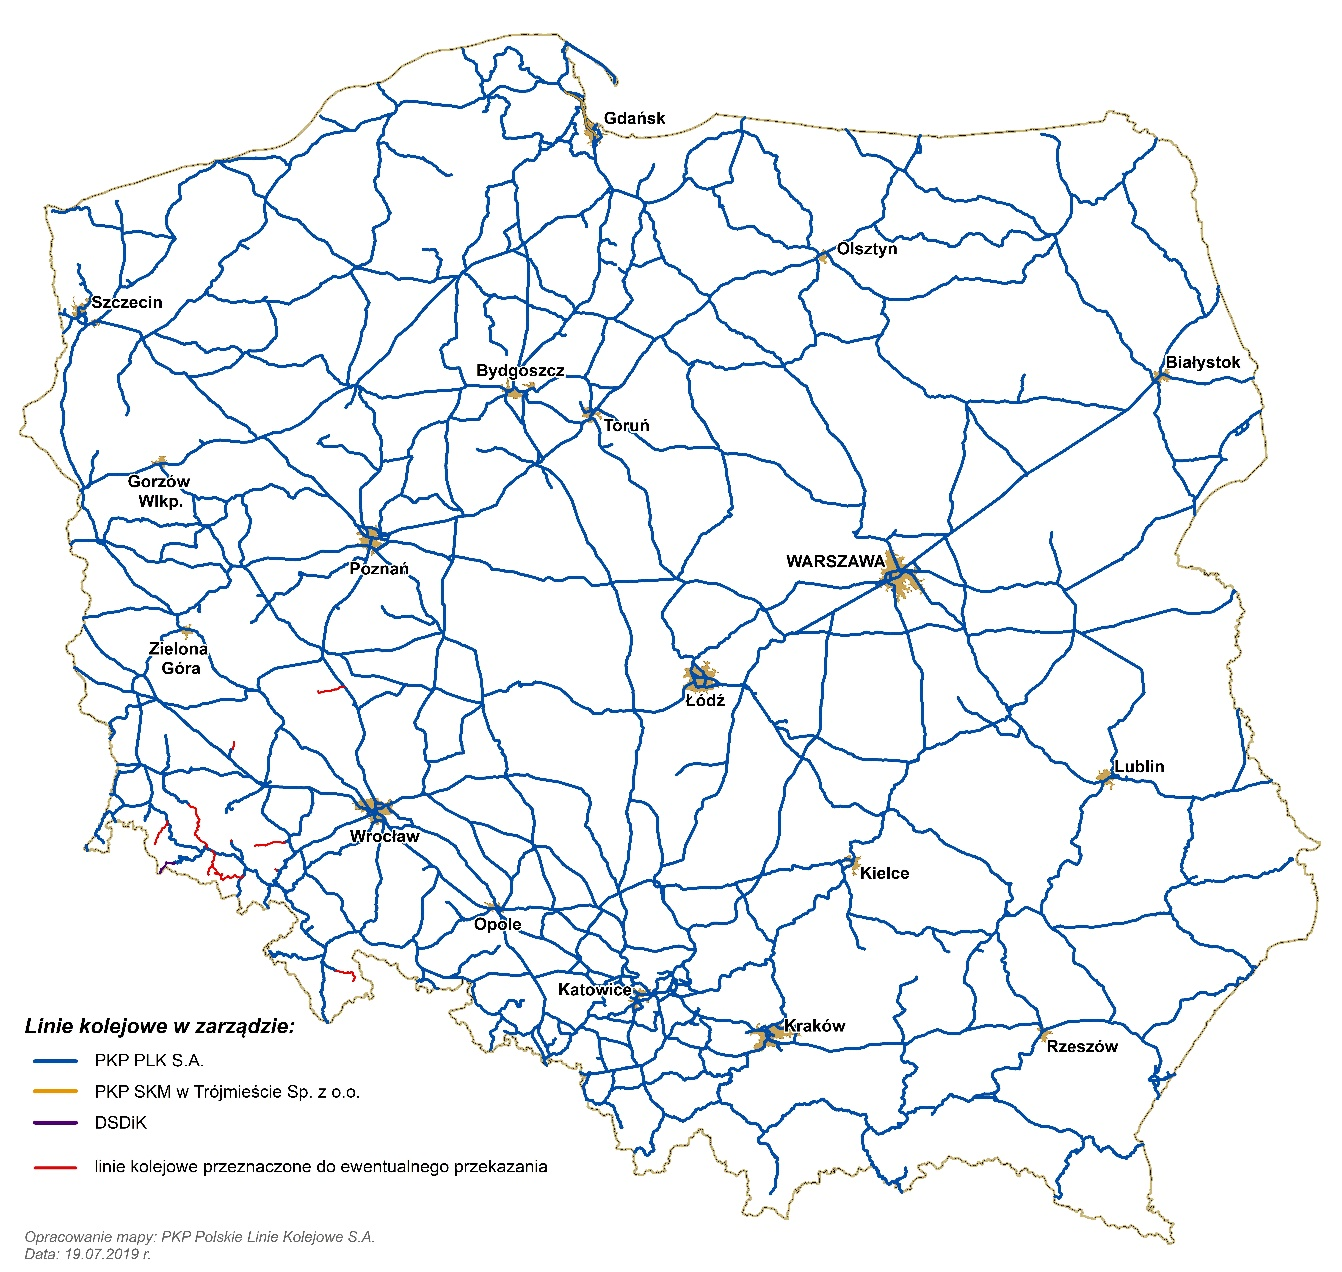 Gdańsk
Olsztyn
Szczecin
Białystok
Bydgoszcz
Toruń
Gorzów
Wlkp.
WARSZAWA
Poznań
Zielona
Góra
Łódź
Lublin
Wrocław
Kielce
Opole
Katowice
Kraków
Rzeszów
Linie kolejowe w zarządzie:
PKP PLK S.A.
PKP SKM w Trójmieście Sp. z o.o.
DSDiK
linie kolejowe przeznaczone do ewentualnego przekazania
Opracowanie mapy: PKP Polskie Linie Kolejowe S.A.
Data: 19.07.2019 r.